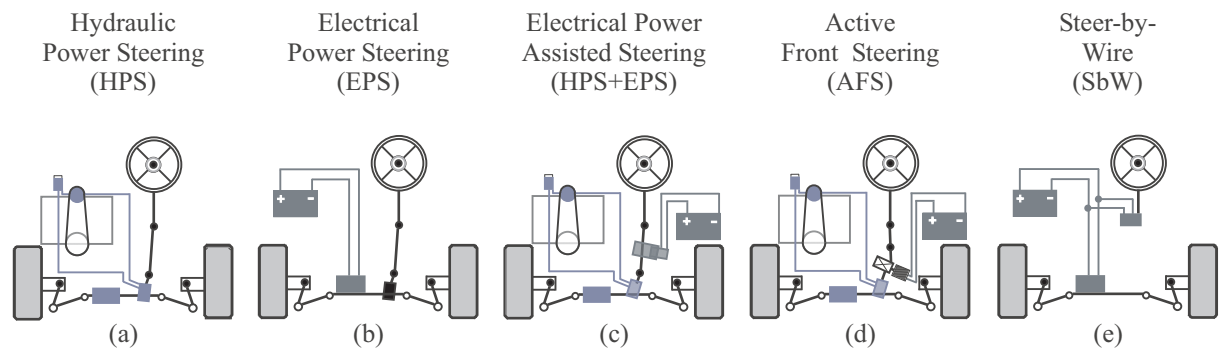 Hydraulic
Power Steering
(HPS)
Electrical
Power Steering
(EPS)
Electrical Power
Assisted Steering
(HPS+EPS)
Active
Front Steering
(AFS)
Steer-by-
Wire
(SbW)
+ -
+ -
+ -
+ -
(a)
(b)
(c)
(d)
(e)